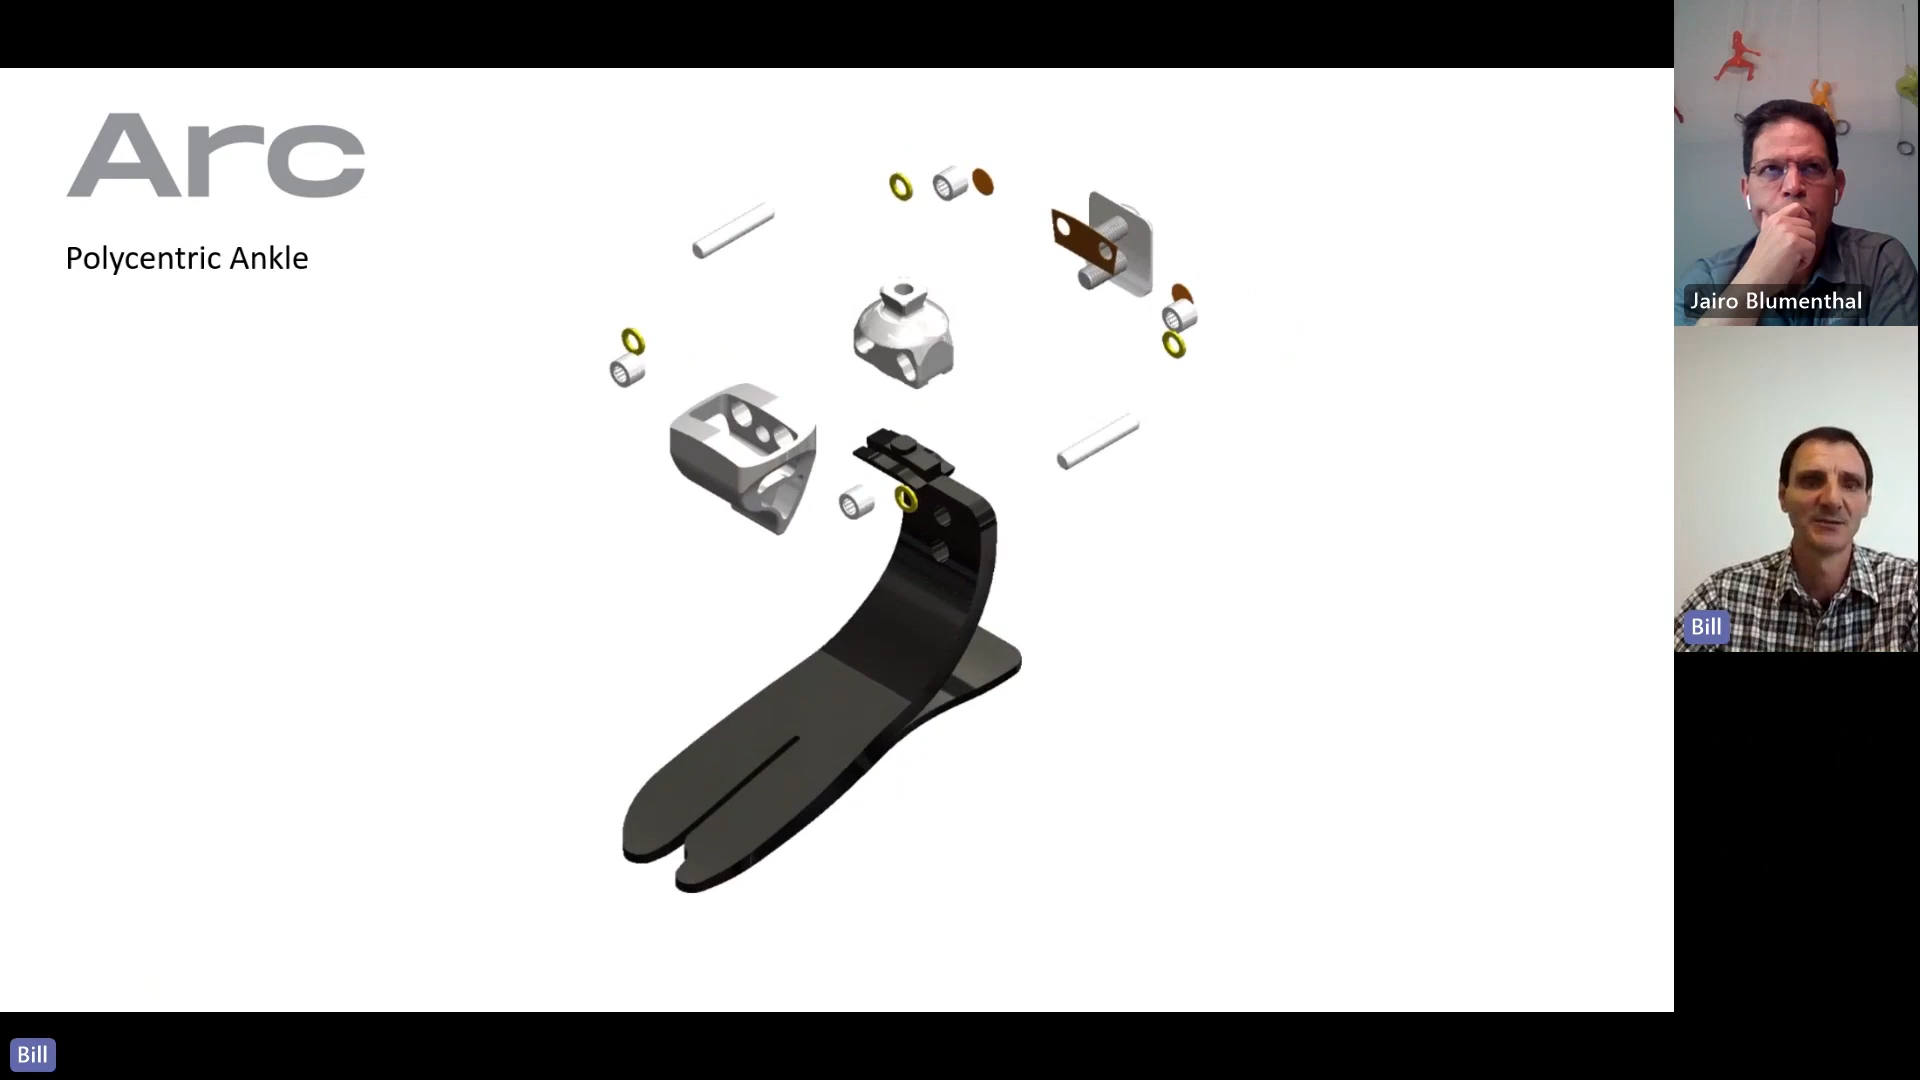 Arc
Polycentric Ankle
Jairo Blumenthal
Bill
Bill